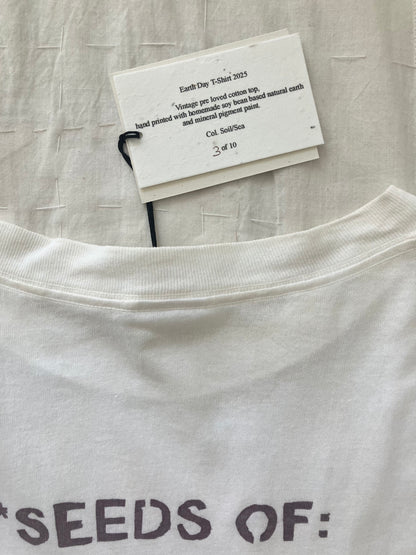 Earth Day T-Shirt 2025
Vintage pre loved cotton top,
hand printed with homemade soy bean based natural earth
and mineral pigment paint.
Col. Soil/Sea
3 of 10
*SEEDS OF: